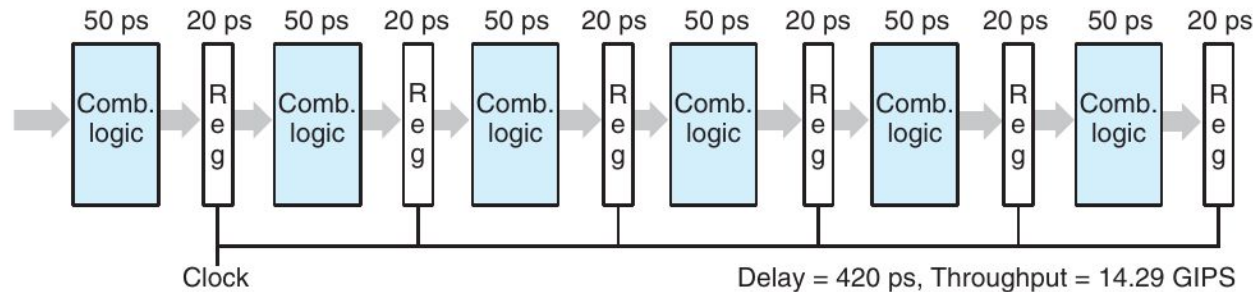 50 ps 20 ps 50 ps 20 ps 50 ps 20 ps 50 ps 20 ps 50 ps 20 ps 50 ps 20 ps
Comb.
logic
Reg
Comb.
logic
Reg
Comb.
logic
Reg
Comb.
logic
Reg
Comb.
logic
Reg
Comb.
logic
Reg
Clock
Delay = 420 ps, Throughput = 14.29 GIPS